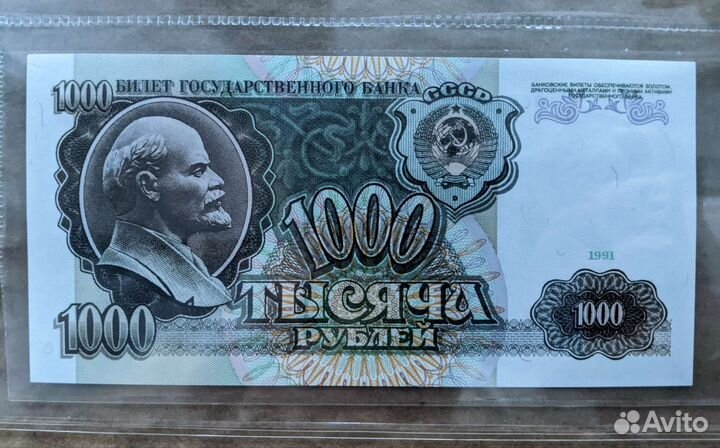 1000 БИЛЕТ ГОСУДАРСТВЕННОГО БАНКА
СССР
БАНКОВСКИЕ БИЛЕТЫ ОБЕСПЕЧИВАЮТСЯ ЗОЛОТОМ,
ДРАГОЦЕННЫМИ МЕТАЛЛАМИ И ПРОЧИМИ АКТИВАМИ
ГОСУДАРСТВЕННОГО БАНКА
1000
1991
ТЫСЯЧА
РУБЛЕЙ
1000
1000
Avito